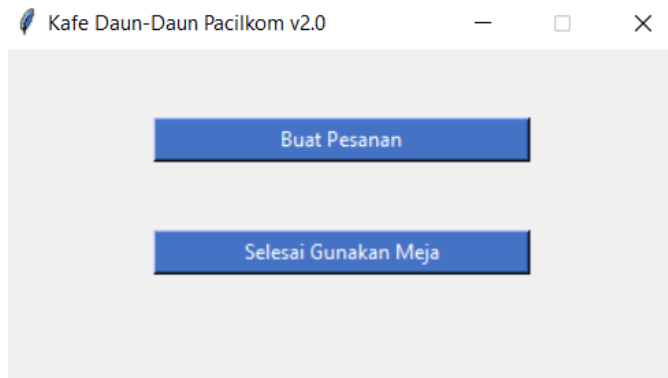 Kafe Daun-Daun Pacilkom v2.0
Buat Pesanan
Selesai Gunakan Meja